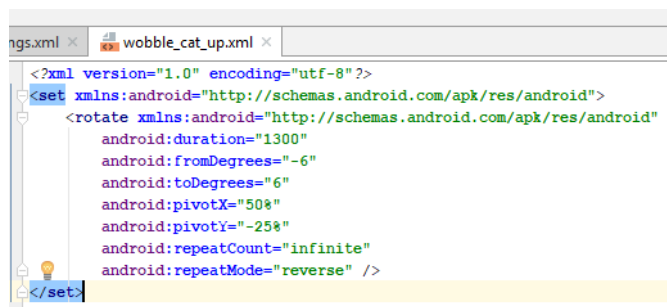 ngs.xml wobble_cat_up.xml
<?xml version="1.0" encoding="utf-8"?>
<set xmlns:android="http://schemas.android.com/apk/res/android">
<rotate xmlns:android="http://schemas.android.com/apk/res/android"
android:duration="1300"
android:fromDegrees="-6"
android:toDegrees="6"
android:pivotX="50%"
android:pivotY="-25%"
android:repeatCount="infinite"
android:repeatMode="reverse" />
</set>